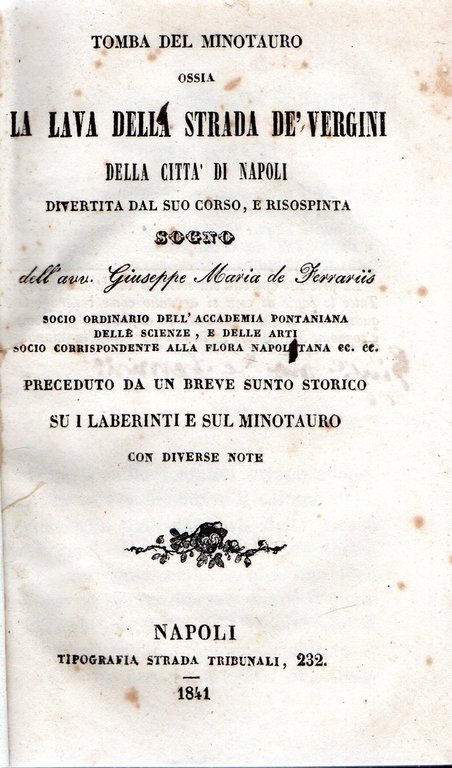 TOMBA DEL MINOTAURO
OSSIA
LA LAVA DELLA STRADA DE' VERGINI
DELLA CITTA' DI NAPOLI
DIVERTITA DAL SUO CORSO, E RISOSPINTA
SOGNO
dell'avv. Giuseppe Maria de Ferrariis
SOCIO ORDINARIO DELL'ACCADEMIA PONTANIANA
DELLE SCIENZE, E DELLE ARTI
SOCIO CORRISPONDENTE ALLA FLORA NAPOLITANA ec. ec.
PRECEDUTO DA UN BREVE SUNTO STORICO
SU I LABERINTI E SUL MINOTAURO
CON DIVERSE NOTE
NAPOLI
TIPOGRAFIA STRADA TRIBUNALI, 232.
1841